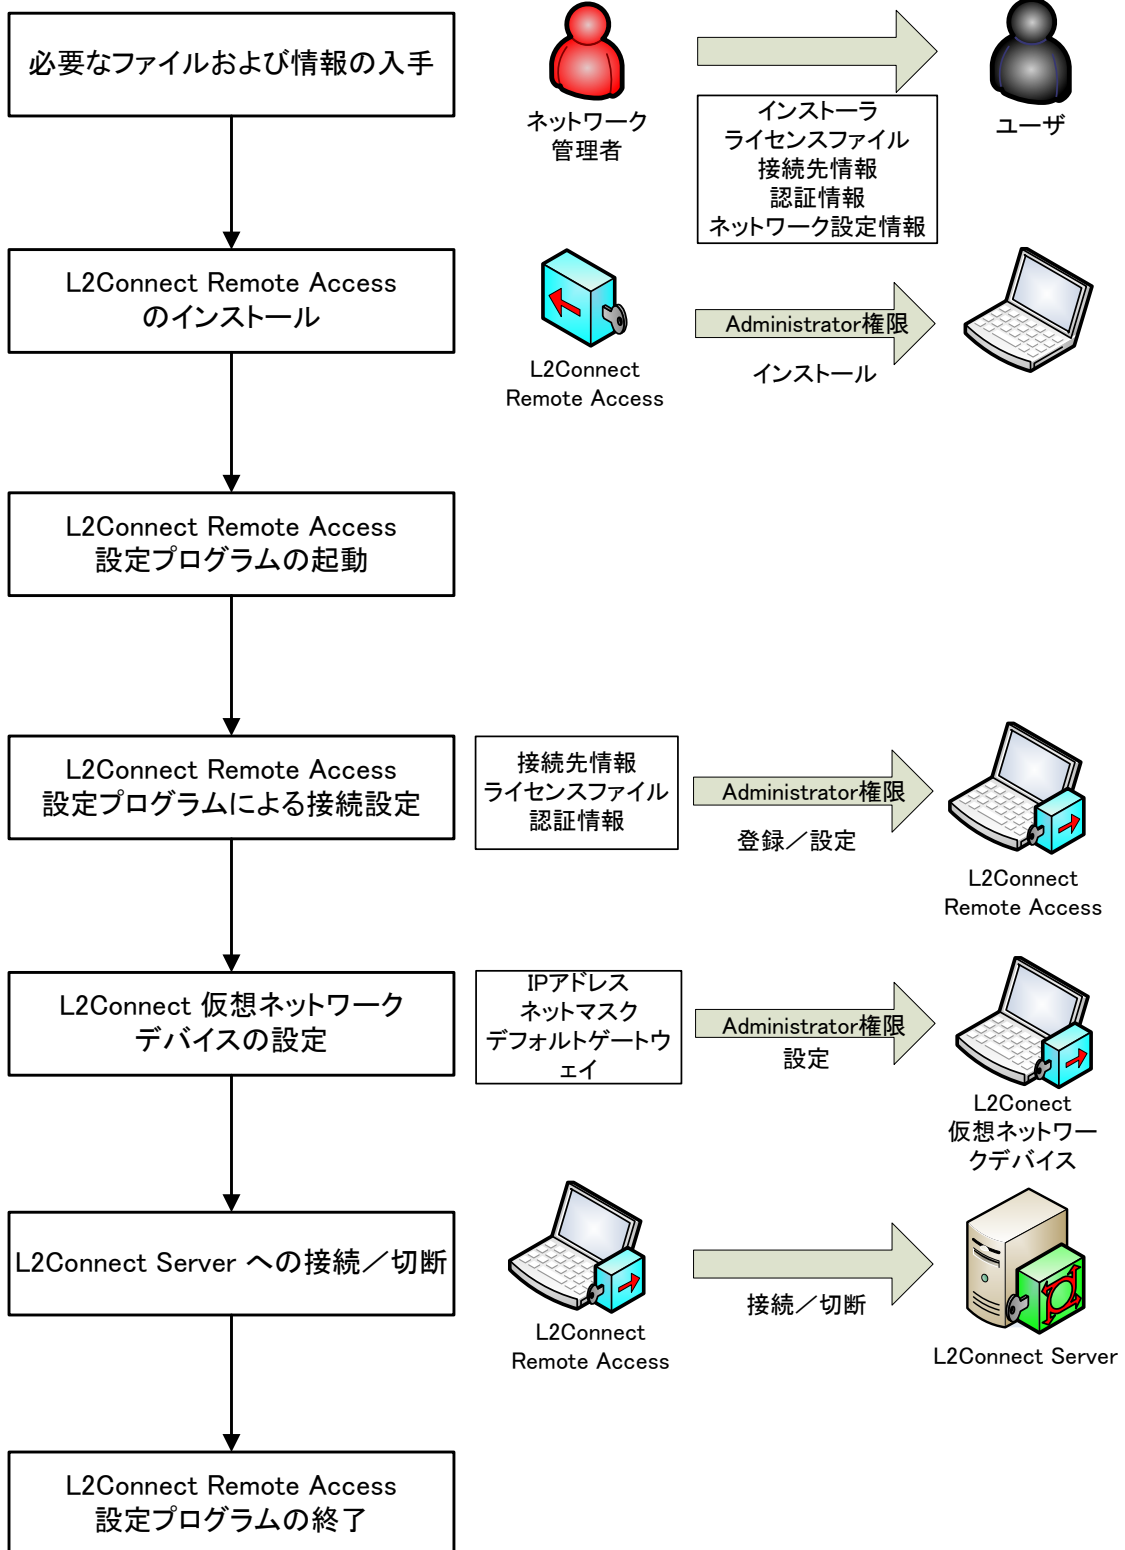 必要なファイルおよび情報の入手
ネットワーク
管理者
インストーラ
ライセンスファイル
接続先情報
認証情報
ネットワーク設定情報
ユーザ
L2Connect Remote Access
のインストール
L2Connect
Remote Access
Administrator権限
インストール
L2Connect Remote Access
設定プログラムの起動
L2Connect Remote Access
設定プログラムによる接続設定
接続先情報
ライセンスファイル
認証情報
Administrator権限
登録／設定
L2Connect
Remote Access
L2Connect 仮想ネットワーク
デバイスの設定
IPアドレス
ネットマスク
デフォルトゲートウ
ェイ
Administrator権限
設定
L2Conect
仮想ネットワー
クデバイス
L2Connect Server への接続／切断
L2Connect
Remote Access
接続／切断
L2Connect Server
L2Connect Remote Access
設定プログラムの終了